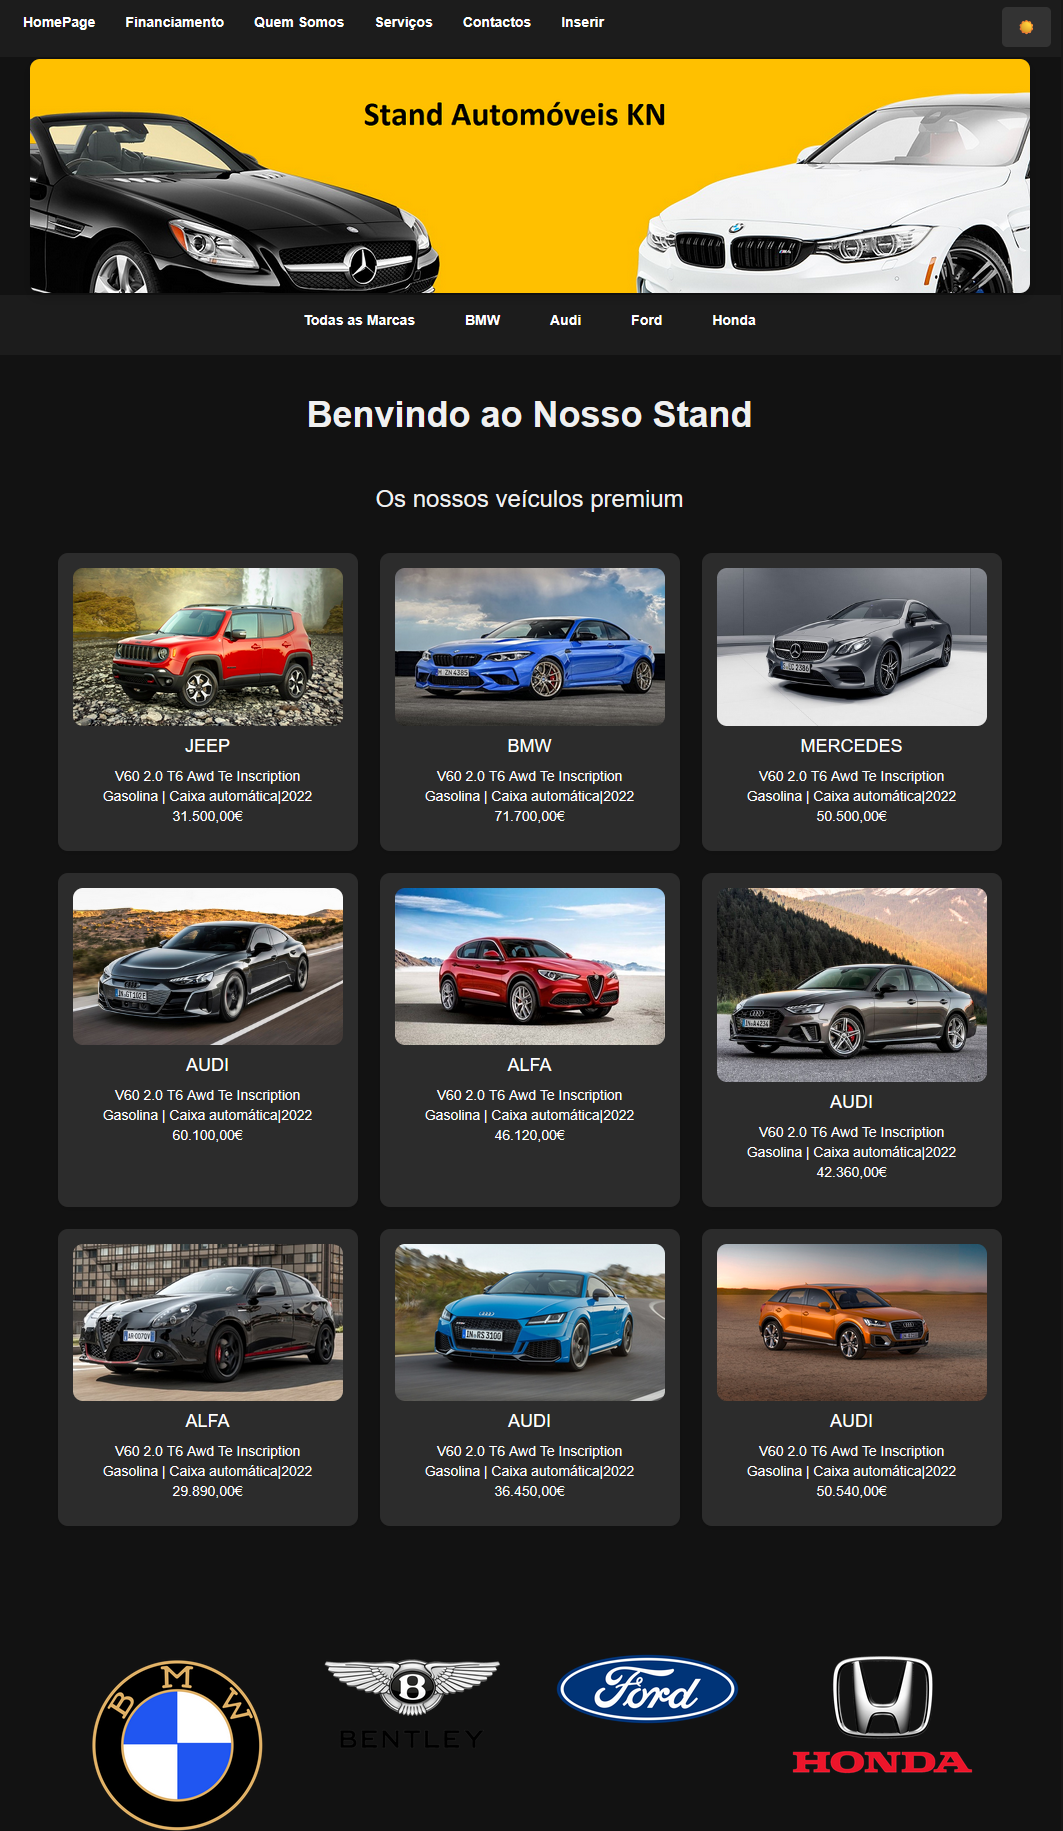 HomePage Financiamento Quem Somos Serviços Contactos Inserir
Stand Automóveis KN
Todas as Marcas BMW Audi Ford Honda
Benvindo ao Nosso Stand
Os nossos veículos premium
JEEP
V60 2.0 T6 Awd Te Inscription
Gasolina | Caixa automática|2022
31.500,00€
BMW
V60 2.0 T6 Awd Te Inscription
Gasolina | Caixa automática|2022
71.700,00€
MERCEDES
V60 2.0 T6 Awd Te Inscription
Gasolina | Caixa automática|2022
50.500,00€
AUDI
V60 2.0 T6 Awd Te Inscription
Gasolina | Caixa automática|2022
60.100,00€
ALFA
V60 2.0 T6 Awd Te Inscription
Gasolina | Caixa automática|2022
46.120,00€
AUDI
V60 2.0 T6 Awd Te Inscription
Gasolina | Caixa automática|2022
42.360,00€
ALFA
V60 2.0 T6 Awd Te Inscription
Gasolina | Caixa automática|2022
29.890,00€
AUDI
V60 2.0 T6 Awd Te Inscription
Gasolina | Caixa automática|2022
36.450,00€
AUDI
V60 2.0 T6 Awd Te Inscription
Gasolina | Caixa automática|2022
50.540,00€
BMW
B
BENTLEY
Ford
HONDA